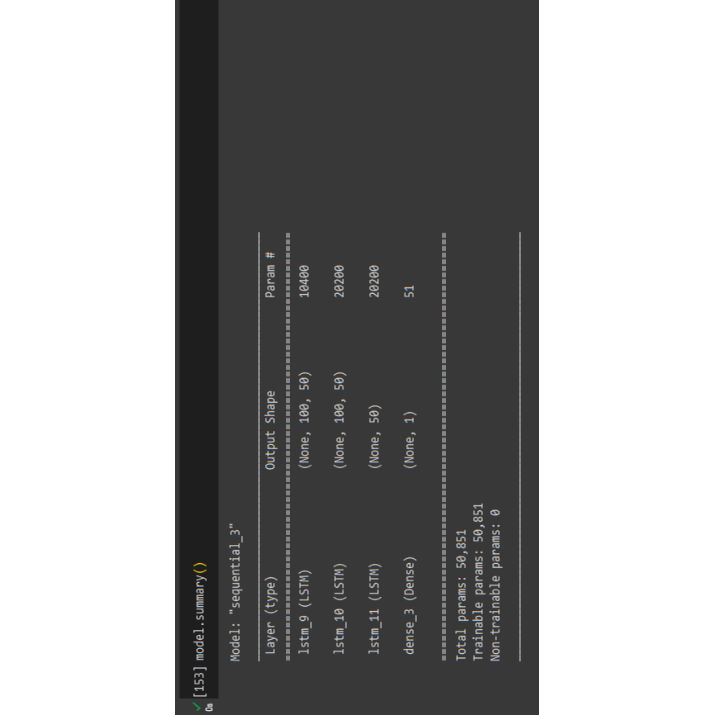 [153] model.summary()
0s
Model: "sequential_3"
Layer (type) Output Shape Param #
lstm_9 (LSTM) (None, 100, 50) 10400
lstm_10 (LSTM) (None, 100, 50) 20200
lstm_11 (LSTM) (None, 50) 20200
dense_3 (Dense) (None, 1) 51
Total params: 50,851
Trainable params: 50,851
Non-trainable params: 0